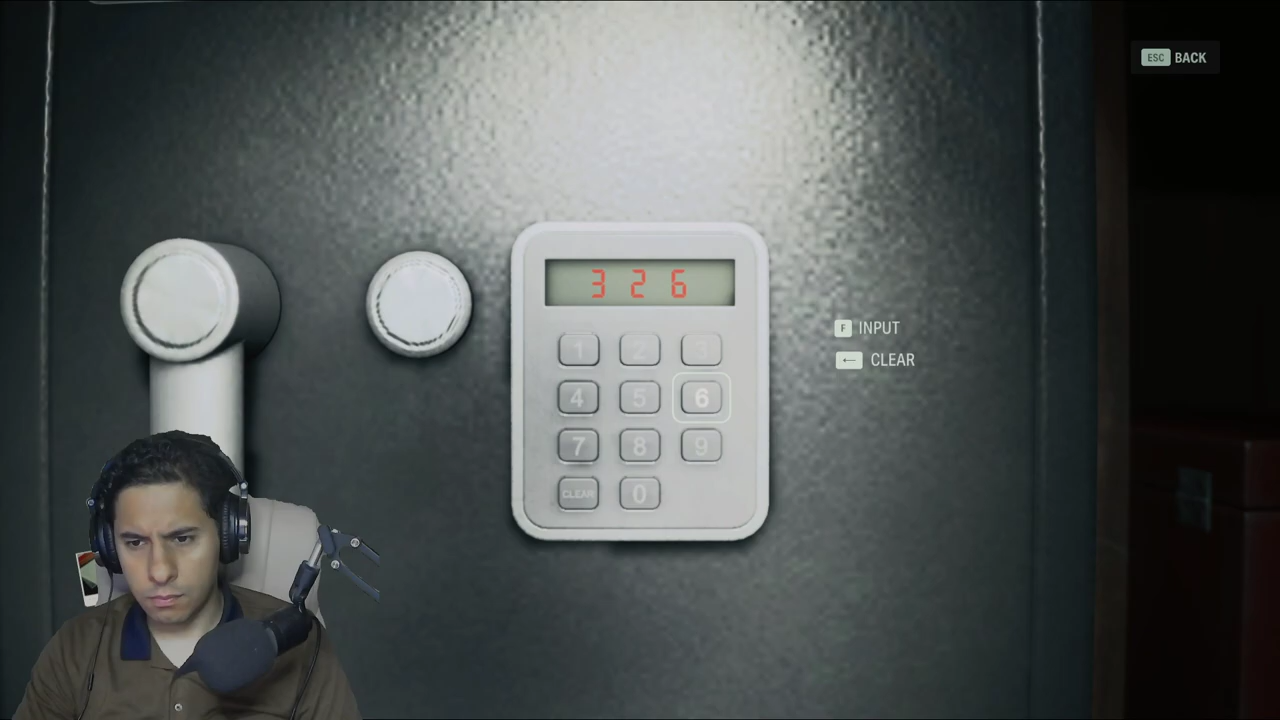 ESC BACK
3 2 6
F INPUT
← CLEAR
1 2 3
4 5 6
7 8 9
CLEAR 0